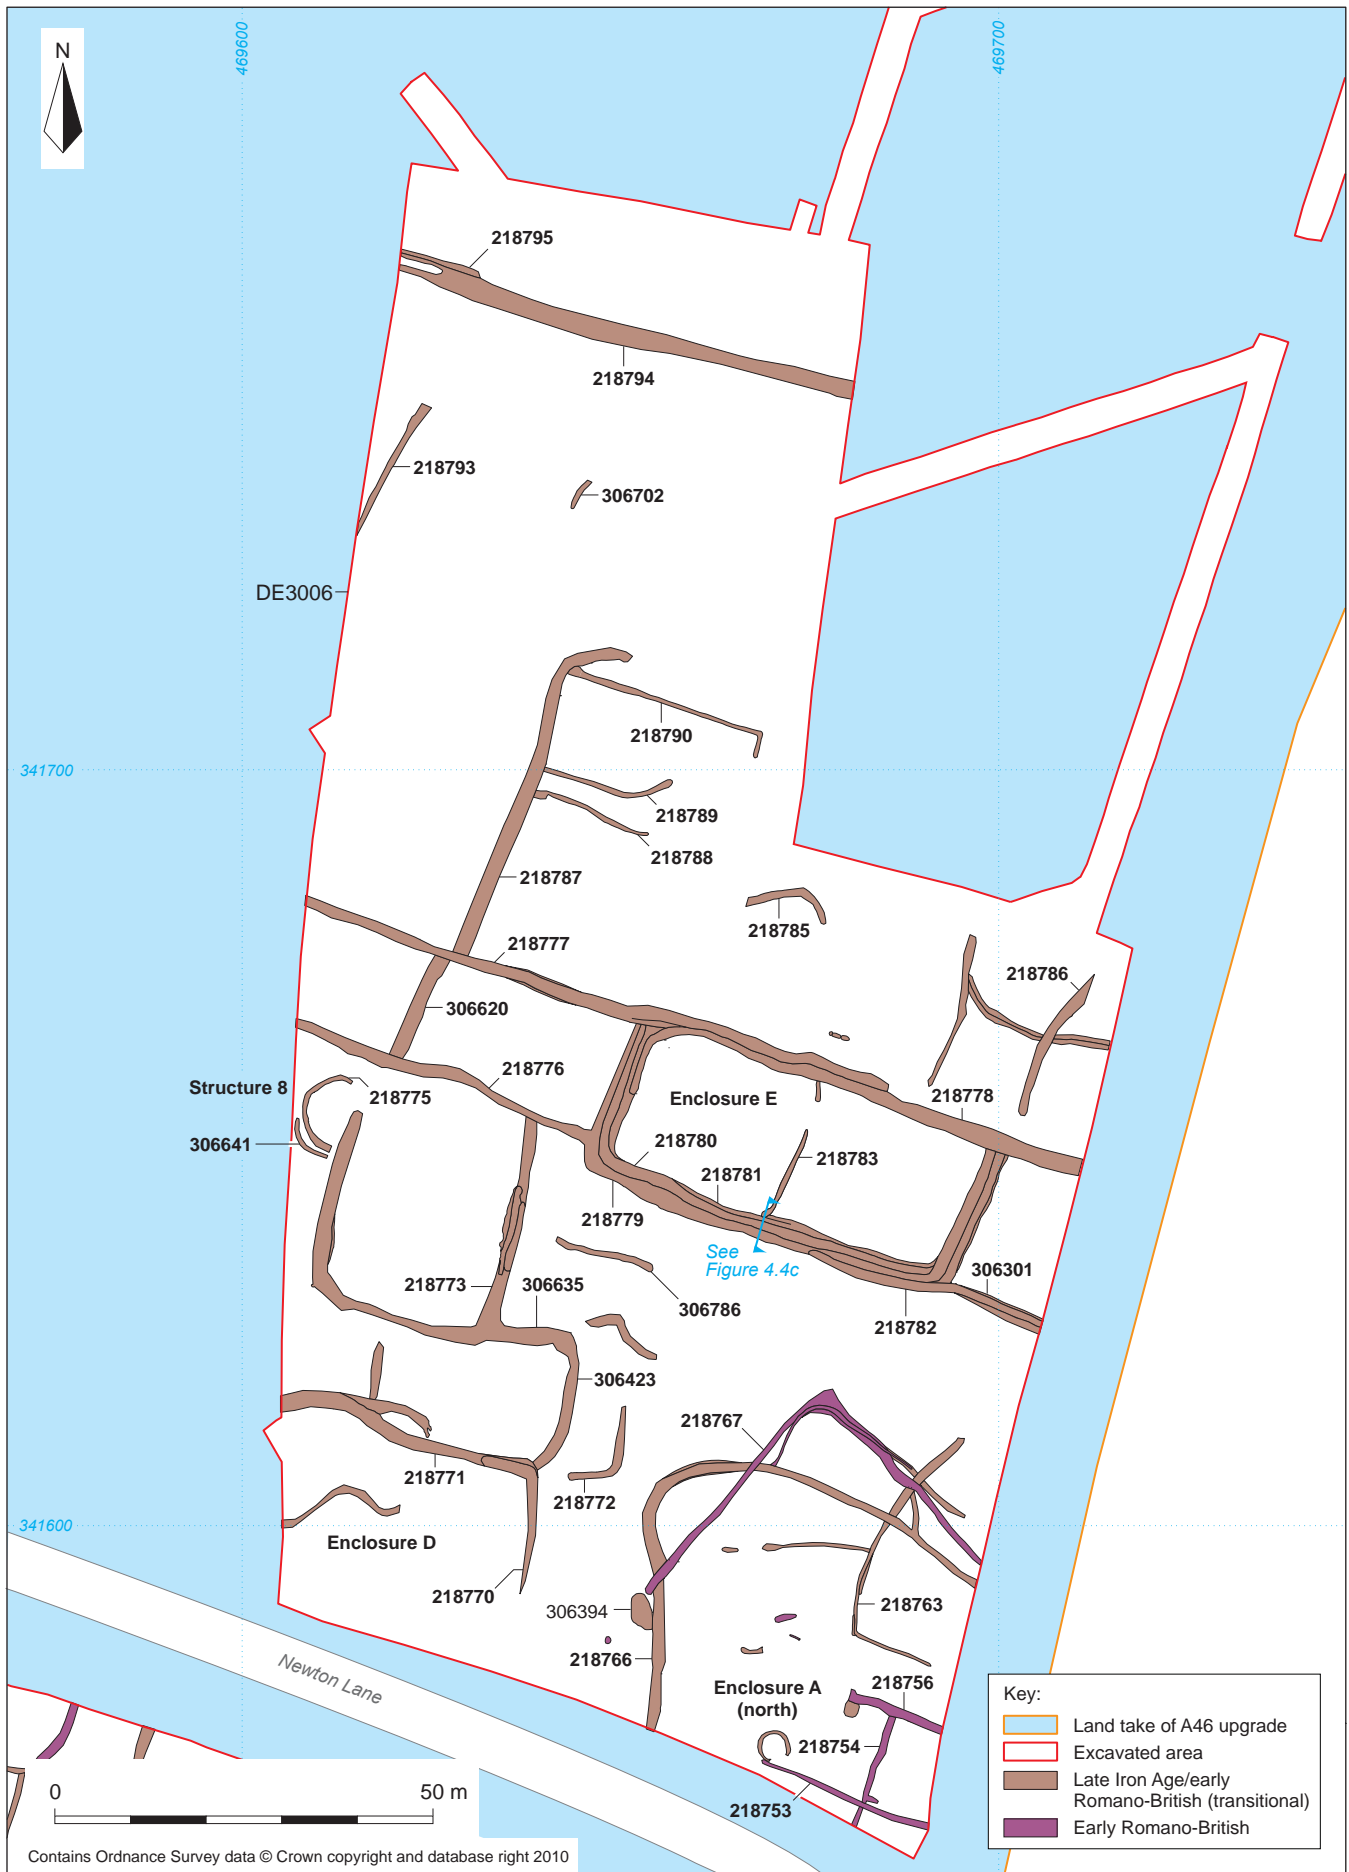 N
469600
469700
218795
218794
218793
306702
DE3006
218790
341700
218789
218788
218787
218785
218777
218786
306620
218776
Structure 8
218775
Enclosure E
218778
306641
218780
218781
218783
218779
See
Figure 4.4c
218773
306635
306786
306301
218782
306423
218767
218771
218772
341600
Enclosure D
218770
306394
218763
218766
Newton Lane
Enclosure A
(north)
218756
218754
218753
Key:
Land take of A46 upgrade
Excavated area
Late Iron Age/early
Romano-British (transitional)
Early Romano-British
0
50 m
Contains Ordnance Survey data © Crown copyright and database right 2010